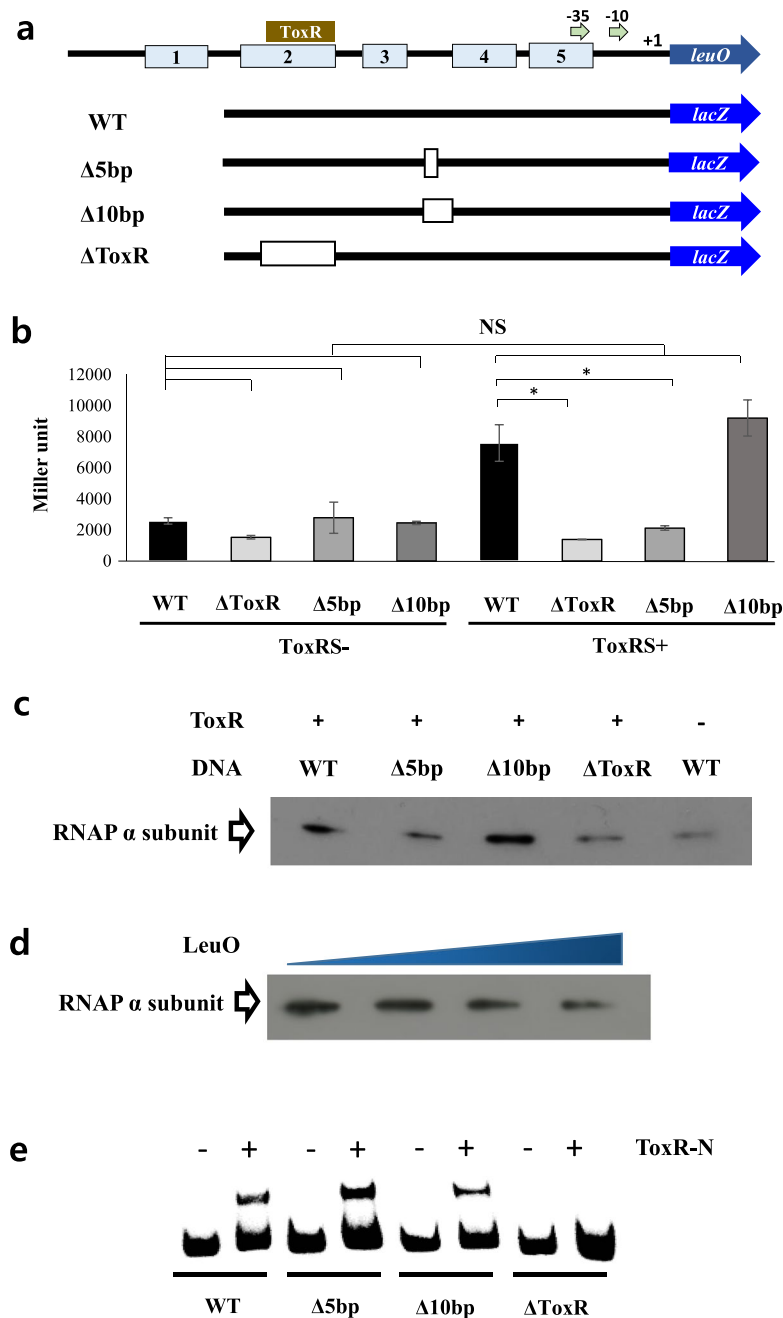 a
ToxR
-35 -10
+1
1 2 3 4 5 leuO
WT lacZ
Δ5bp lacZ
Δ10bp lacZ
ΔToxR lacZ
b
NS
* *
Miller unit
12000
10000
8000
6000
4000
2000
0
WT ΔToxR Δ5bp Δ10bp WT ΔToxR Δ5bp Δ10bp
ToxRS- ToxRS+
c
ToxR + + + + -
DNA WT Δ5bp Δ10bp ΔToxR WT
RNAP α subunit
d
LeuO
RNAP α subunit
e
- + - + - + - + ToxR-N
WT Δ5bp Δ10bp ΔToxR